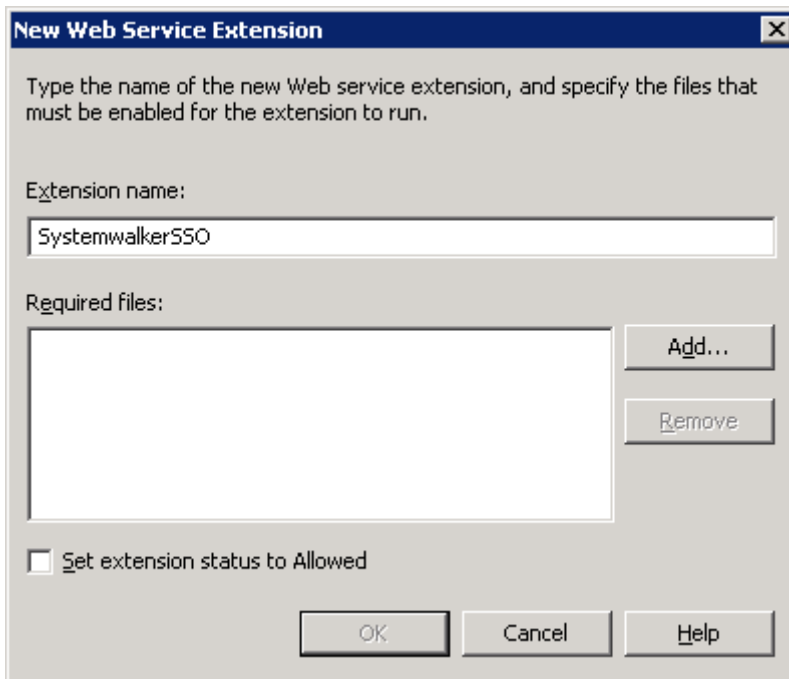 New Web Service Extension
Type the name of the new Web service extension, and specify the files that
must be enabled for the extension to run.
Extension name:
SystemwalkerSSO
Required files:
Add...
Remove
Set extension status to Allowed
OK
Cancel
Help